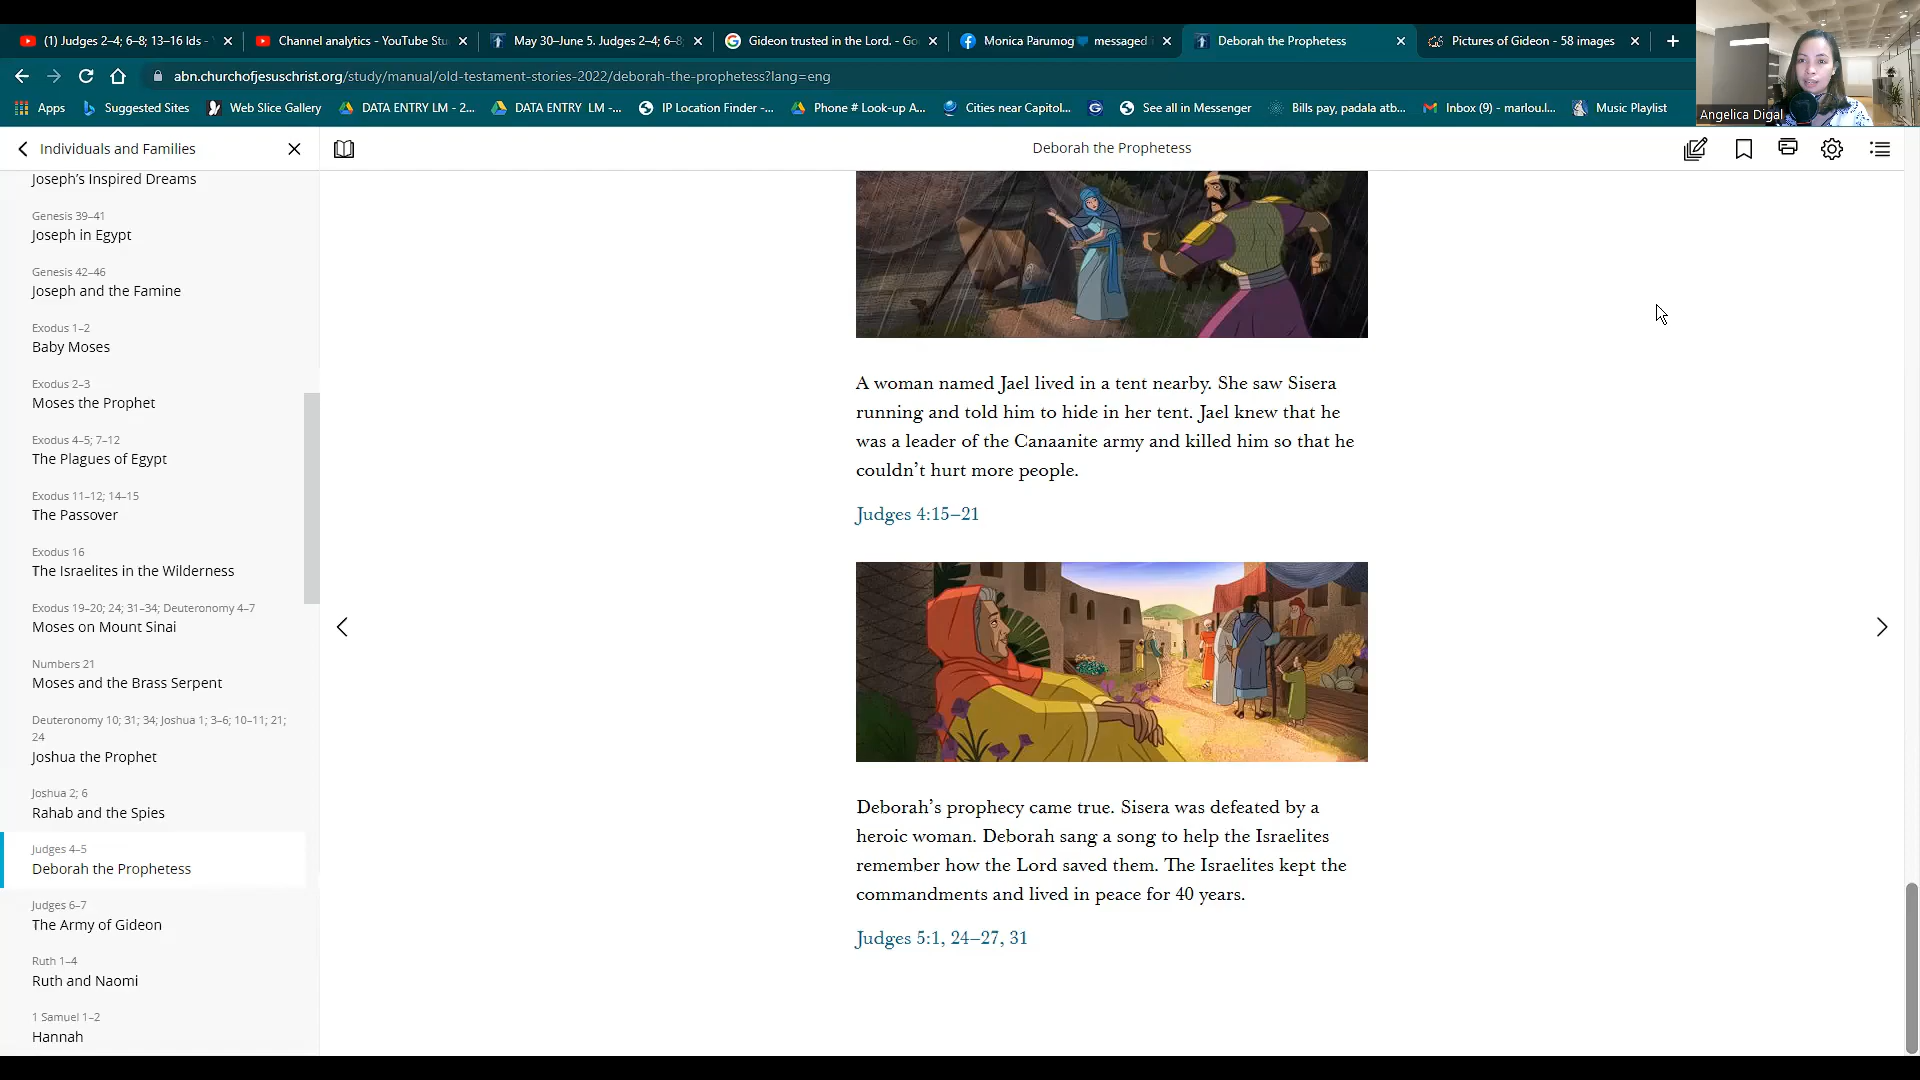 (1) Judges 2–4; 6–8; 13–16 lds -
Channel analytics - YouTube Stu
May 30–June 5. Judges 2–4; 6–8
Gideon trusted in the Lord. - Go
Monica Parumog💙 messaged
Deborah the Prophetess
Pictures of Gideon - 58 images
abn.churchofjesuschrist.org/study/manual/old-testament-stories-2022/deborah-the-prophetess?lang=eng
Apps
Suggested Sites
Web Slice Gallery
DATA ENTRY LM - 2...
DATA ENTRY LM -...
IP Location Finder -...
Phone # Look-up A...
Cities near Capitol...
See all in Messenger
Bills pay, padala atb...
Inbox (9) - marlou.l...
Music Playlist
Angelica Digal
Individuals and Families
Deborah the Prophetess
Joseph’s Inspired Dreams
Genesis 39–41
Joseph in Egypt
Genesis 42–46
Joseph and the Famine
Exodus 1–2
Baby Moses
Exodus 2–3
Moses the Prophet
Exodus 4–5; 7–12
The Plagues of Egypt
Exodus 11–12; 14–15
The Passover
Exodus 16
The Israelites in the Wilderness
Exodus 19–20; 24; 31–34; Deuteronomy 4–7
Moses on Mount Sinai
Numbers 21
Moses and the Brass Serpent
Deuteronomy 10; 31; 34; Joshua 1; 3–6; 10–11; 21;
24
Joshua the Prophet
Joshua 2; 6
Rahab and the Spies
Judges 4–5
Deborah the Prophetess
Judges 6–7
The Army of Gideon
Ruth 1–4
Ruth and Naomi
1 Samuel 1–2
Hannah
A woman named Jael lived in a tent nearby. She saw Sisera
running and told him to hide in her tent. Jael knew that he
was a leader of the Canaanite army and killed him so that he
couldn’t hurt more people.
Judges 4:15–21
Deborah’s prophecy came true. Sisera was defeated by a
heroic woman. Deborah sang a song to help the Israelites
remember how the Lord saved them. The Israelites kept the
commandments and lived in peace for 40 years.
Judges 5:1, 24–27, 31